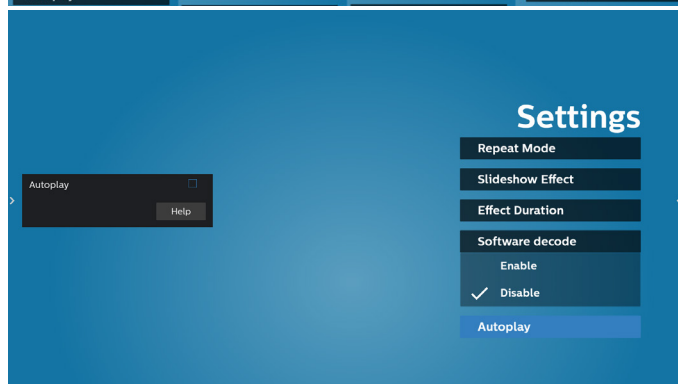 Settings
Repeat Mode
Slideshow Effect
Effect Duration
Software decode
Enable
Disable
Autoplay
Autoplay
Help